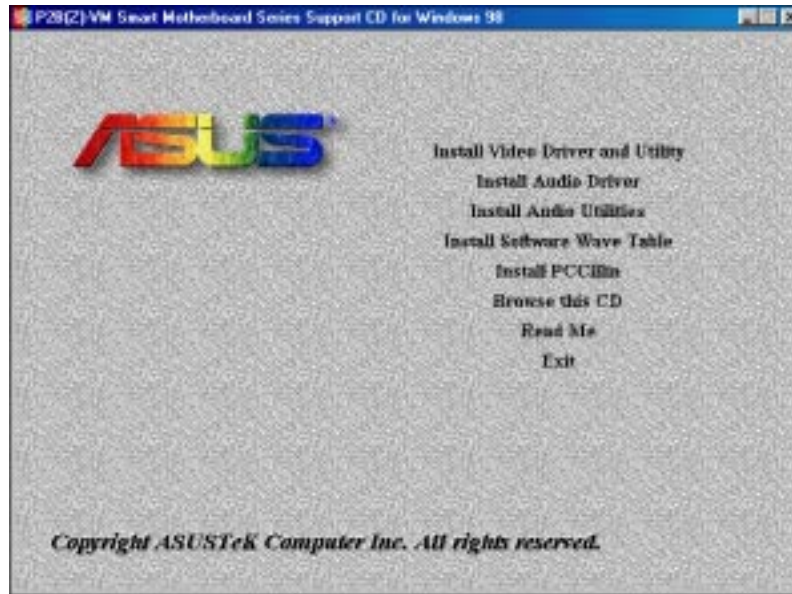 P2B(Z)-VM Smart Motherboard Series Support CD for Windows 98
ASUS
Install Video Driver and Utility
Install Audio Driver
Install Audio Utilities
Install Software Wave Table
Install PCCillin
Browse this CD
Read Me
Exit
Copyright ASUSTeK Computer Inc. All rights reserved.